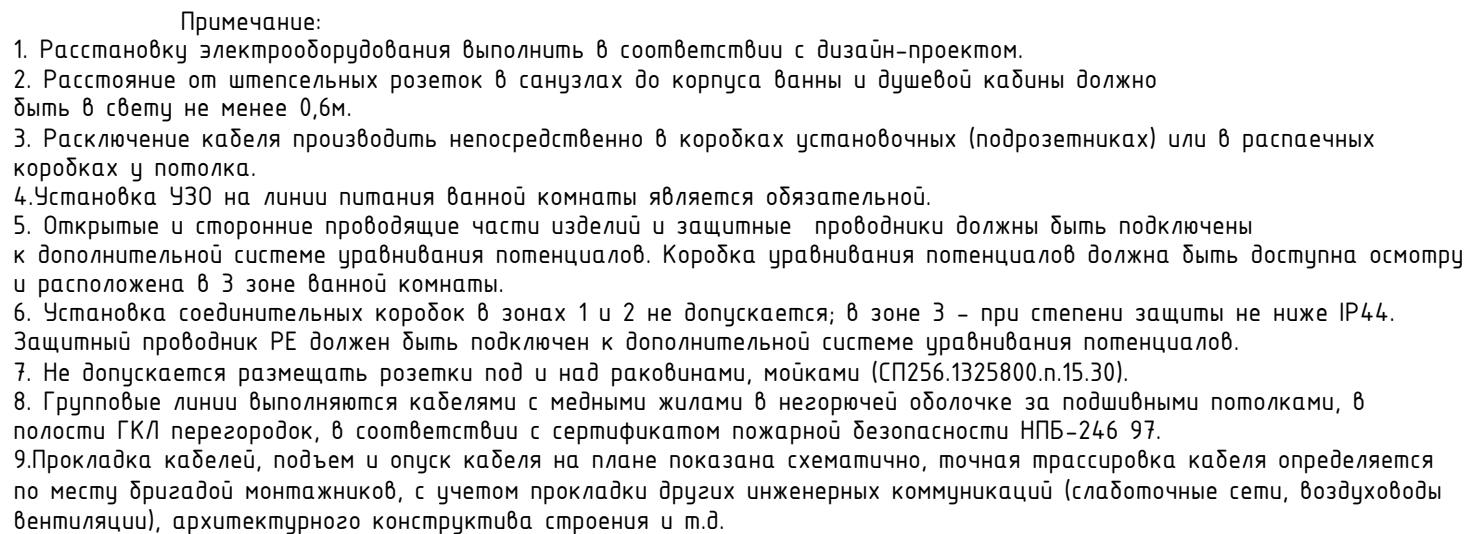 Примечание:
1. Расстановку электрооборудования выполнить в соответствии с дизайн-проектом.
2. Расстояние от штепсельных розеток в санузлах до корпуса ванны и душевой кабины должно
быть в свету не менее 0,6м.
3. Расключение кабеля производить непосредственно в коробках установочных (подрозетниках) или в распаечных
коробках у потолка.
4.Установка УЗО на линии питания ванной комнаты является обязательной.
5. Открытые и сторонние проводящие части изделий и защитные  проводники должны быть подключены
к дополнительной системе уравнивания потенциалов. Коробка уравнивания потенциалов должна быть доступна осмотру
и расположена в 3 зоне ванной комнаты.
6. Установка соединительных коробок в зонах 1 и 2 не допускается; в зоне 3 - при степени защиты не ниже IP44.
Защитный проводник РЕ должен быть подключен к дополнительной системе уравнивания потенциалов.
7. Не допускается размещать розетки под и над раковинами, мойками (СП256.1325800.п.15.30).
8. Групповые линии выполняются кабелями с медными жилами в негорючей оболочке за подшивными потолками, в
полости ГКЛ перегородок, в соответствии с сертификатом пожарной безопасности НПБ-246 97.
9.Прокладка кабелей, подъем и опуск кабеля на плане показана схематично, точная трассировка кабеля определяется
по месту бригадой монтажников, с учетом прокладки других инженерных коммуникаций (слаботочные сети, воздуховоды
вентиляции), архитектурного конструктива строения и т.д.